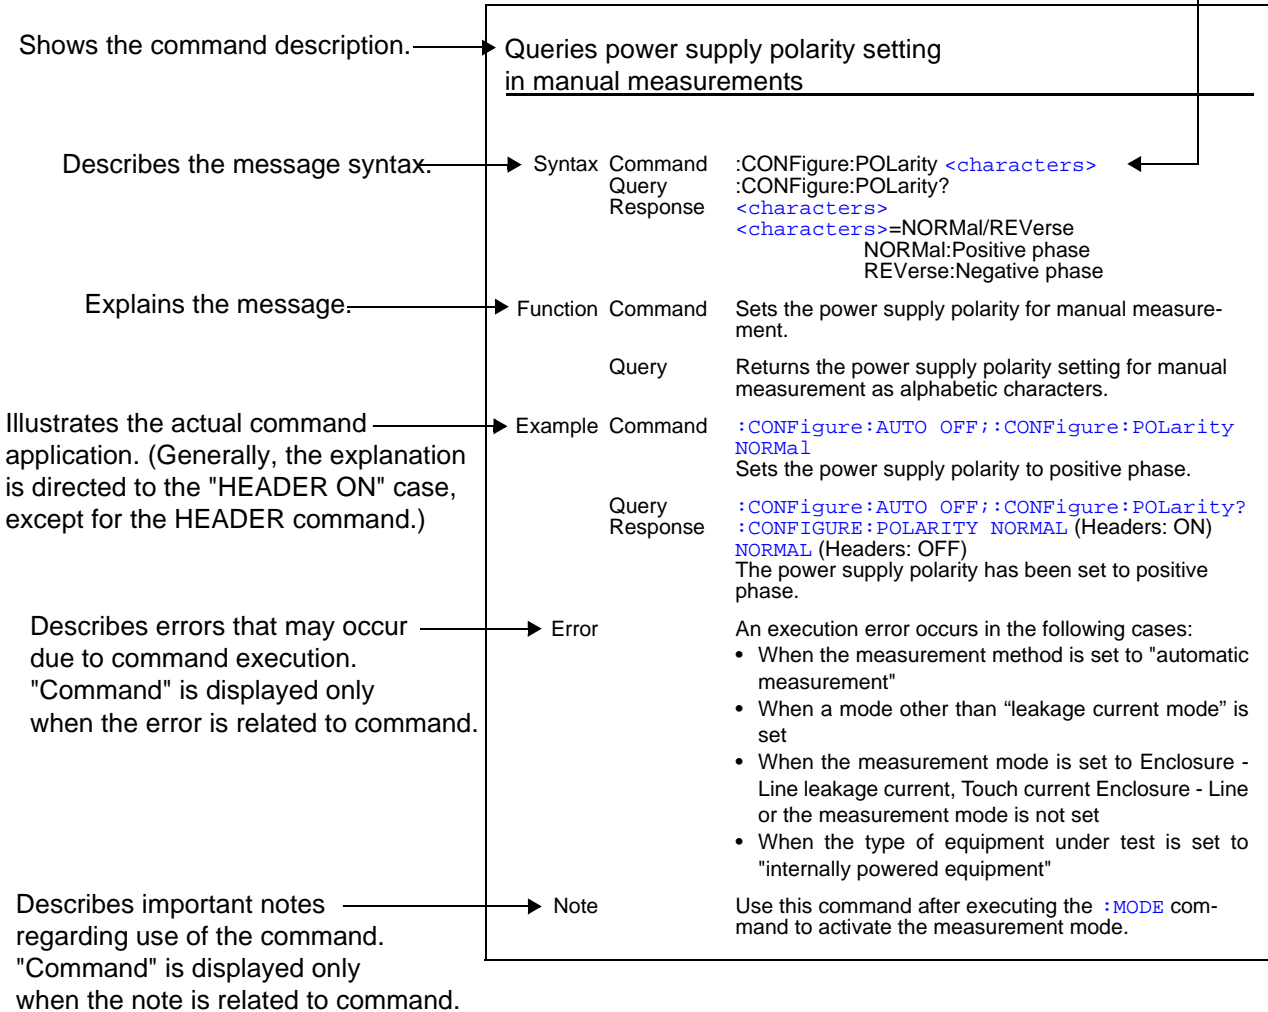 Shows the command description.
Queries power supply polarity setting
in manual measurements
Describes the message syntax.
Syntax Command :CONFigure:POLarity <characters>
Query :CONFigure:POLarity?
Response <characters>
<characters>=NORMal/REVerse
NORMal:Positive phase
REVerse:Negative phase
Explains the message.
Function Command Sets the power supply polarity for manual measure-
ment.
Query Returns the power supply polarity setting for manual
measurement as alphabetic characters.
Illustrates the actual command
application. (Generally, the explanation
is directed to the "HEADER ON" case,
except for the HEADER command.)
Example Command :CONFigure:AUTO OFF;:CONFigure:POLarity
NORMal
Sets the power supply polarity to positive phase.
Query :CONFigure:AUTO OFF;:CONFigure:POLarity?
Response :CONFIGURE:POLARITY NORMAL (Headers: ON)
NORMAL (Headers: OFF)
The power supply polarity has been set to positive
phase.
Describes errors that may occur
due to command execution.
"Command" is displayed only
when the error is related to command.
Error An execution error occurs in the following cases:
• When the measurement method is set to "automatic
measurement"
• When a mode other than “leakage current mode” is
set
• When the measurement mode is set to Enclosure -
Line leakage current, Touch current Enclosure - Line
or the measurement mode is not set
• When the type of equipment under test is set to
"internally powered equipment"
Describes important notes
regarding use of the command.
"Command" is displayed only
when the note is related to command.
Note Use this command after executing the :MODE com-
mand to activate the measurement mode.